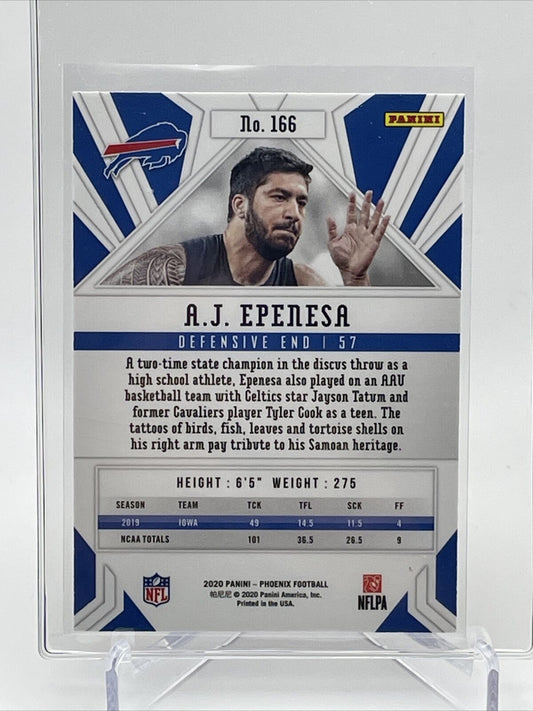 No. 166
PANINI
A.J. EPENESA
DEFENSIVE END | 57
A two-time state champion in the discus throw as a
high school athlete, Epenesa also played on an AAU
basketball team with Celtics star Jayson Tatum and
former Cavaliers player Tyler Cook as a teen. The
tattoos of birds, fish, leaves and tortoise shells on
his right arm pay tribute to his Samoan heritage.
HEIGHT : 6'5" WEIGHT : 275
SEASON TEAM TCK TFL SACKS FF
2019 IOWA 49 14.5 11.5 4
NCAA TOTALS 101 36.5 26.5 9
2020 PANINI – PHOENIX FOOTBALL
帕尼尼 © 2020 Panini America, Inc.
Printed in the USA.
NFL
NFLPA